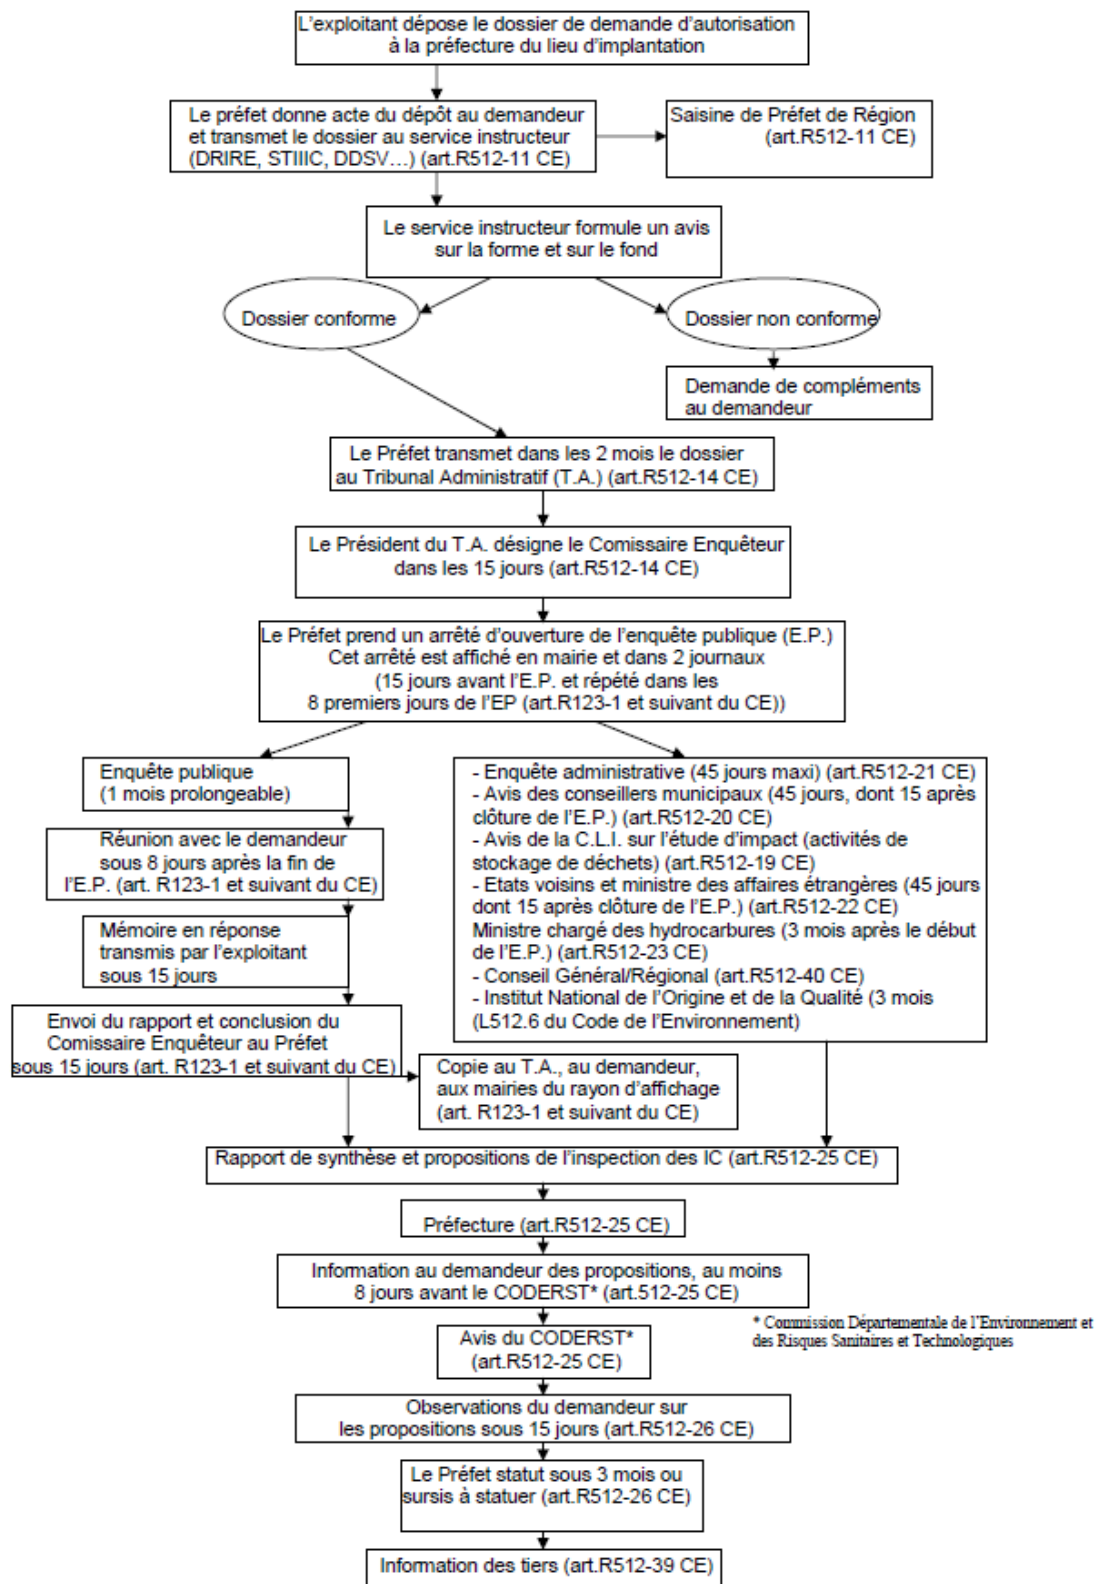 L'exploitant dépose le dossier de demande d'autorisation
à la préfecture du lieu d'implantation
Le préfet donne acte du dépôt au demandeur
et transmet le dossier au service instructeur
(DRIRE, STIIIC, DDSV...) (art.R512-11 CE)
Saisine de Préfet de Région
(art.R512-11 CE)
Le service instructeur formule un avis
sur la forme et sur le fond
Dossier conforme
Dossier non conforme
Demande de compléments
au demandeur
Le Préfet transmet dans les 2 mois le dossier
au Tribunal Administratif (T.A.) (art.R512-14 CE)
Le Président du T.A. désigne le Comissaire Enquêteur
dans les 15 jours (art.R512-14 CE)
Le Préfet prend un arrêté d'ouverture de l'enquête publique (E.P.)
Cet arrêté est affiché en mairie et dans 2 journaux
(15 jours avant l'E.P. et répété dans les
8 premiers jours de l'EP (art.R123-1 et suivant du CE))
Enquête publique
(1 mois prolongeable)
Réunion avec le demandeur
sous 8 jours après la fin de
l'E.P. (art. R123-1 et suivant du CE)
Mémoire en réponse
transmis par l'exploitant
sous 15 jours
Envoi du rapport et conclusion du
Comissaire Enquêteur au Préfet
sous 15 jours (art. R123-1 et suivant du CE)
- Enquête administrative (45 jours maxi) (art.R512-21 CE)
- Avis des conseillers municipaux (45 jours, dont 15 après
clôture de l'E.P.) (art.R512-20 CE)
- Avis de la C.L.I. sur l'étude d'impact (activités de
stockage de déchets) (art.R512-19 CE)
- Etats voisins et ministre des affaires étrangères (45 jours
dont 15 après clôture de l'E.P.) (art.R512-22 CE)
Ministre chargé des hydrocarbures (3 mois après le début
de l'E.P.) (art.R512-23 CE)
- Conseil Général/Régional (art.R512-40 CE)
- Institut National de l'Origine et de la Qualité (3 mois
(L512.6 du Code de l'Environnement)
Copie au T.A., au demandeur,
aux mairies du rayon d'affichage
(art. R123-1 et suivant du CE)
Rapport de synthèse et propositions de l'inspection des IC (art.R512-25 CE)
Préfecture (art.R512-25 CE)
Information au demandeur des propositions, au moins
8 jours avant le CODERST* (art.512-25 CE)
* Commission Départementale de l'Environnement et
des Risques Sanitaires et Technologiques
Avis du CODERST*
(art.R512-25 CE)
Observations du demandeur sur
les propositions sous 15 jours (art.R512-26 CE)
Le Préfet statut sous 3 mois ou
sursis à statuer (art.R512-26 CE)
Information des tiers (art.R512-39 CE)